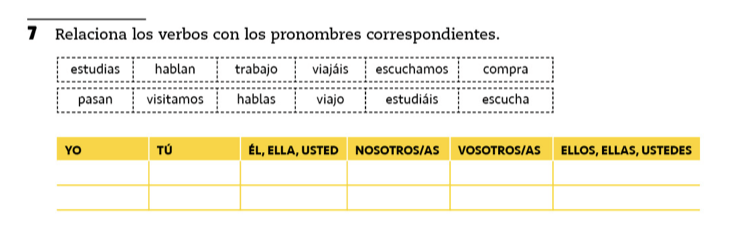 7 Relaciona los verbos con los pronombres correspondientes.
estudias hablan trabajo viajáis escuchamos compra
pasan visitamos hablas viajo estudiáis escucha
YO TÚ ÉL, ELLA, USTED NOSOTROS/AS VOSOTROS/AS ELLOS, ELLAS, USTEDES